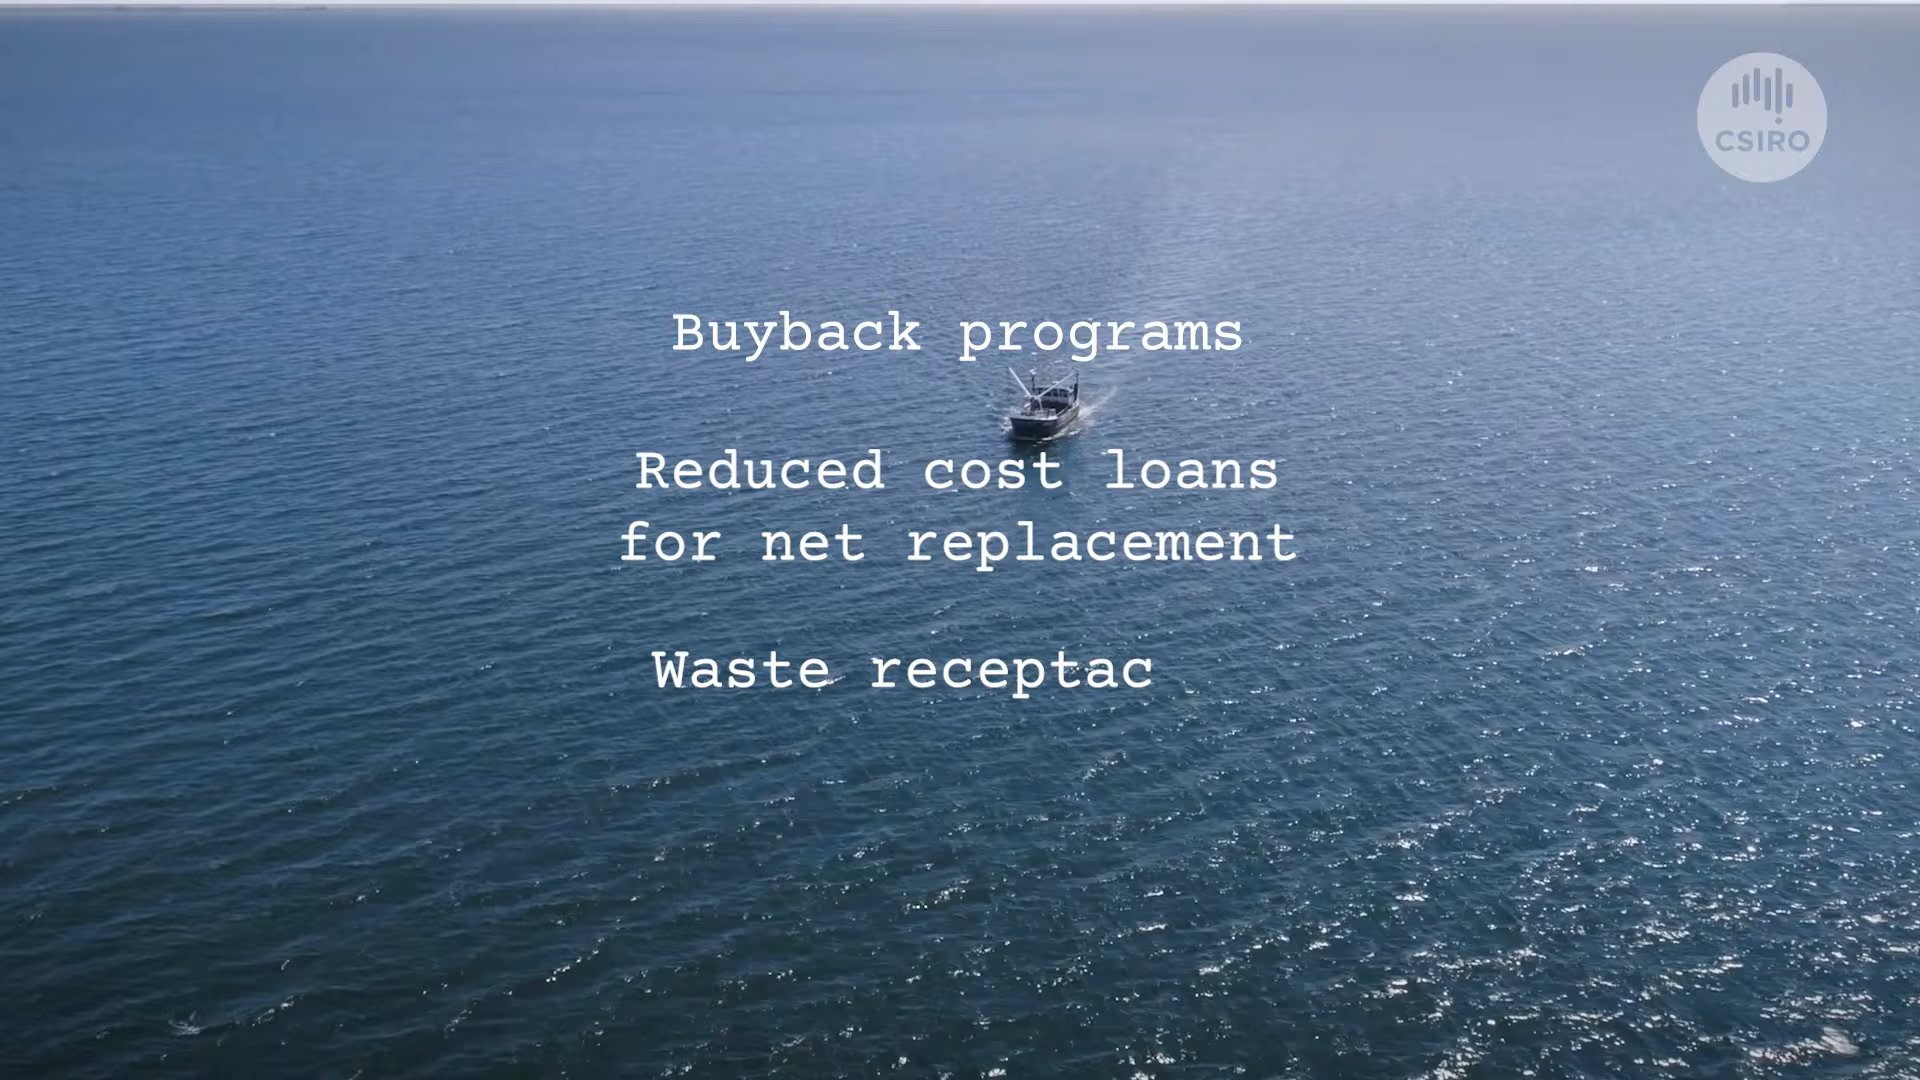 CSIRO
Buyback programs
Reduced cost loans
for net replacement
Waste receptac